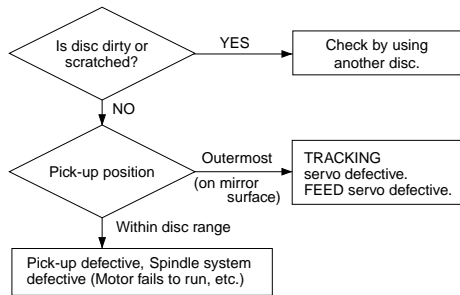 Is disc dirty or
scratched?
YES
Check by using
another disc.
NO
Pick-up position
Outermost
(on mirror
surface)
TRACKING
servo defective.
FEED servo defective.
Within disc range
Pick-up defective, Spindle system
defective (Motor fails to run, etc.)